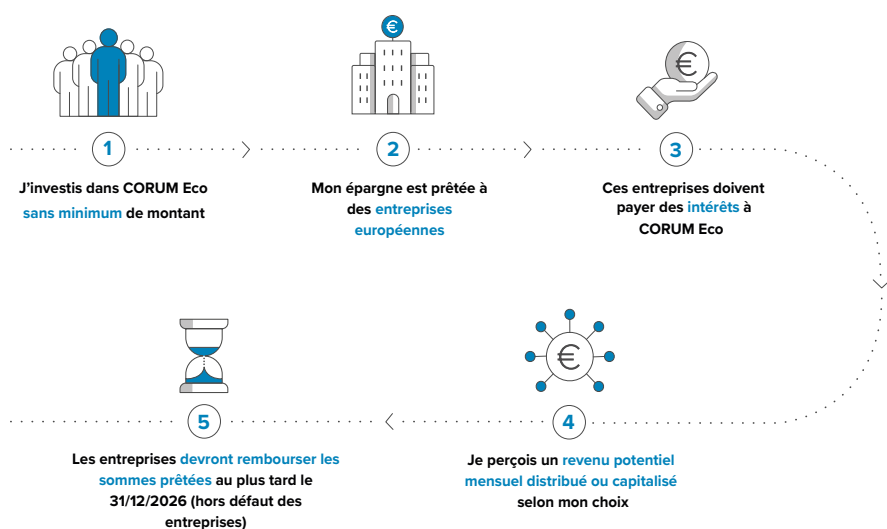 €
€
1
J'investis dans CORUM Eco
sans minimum de montant
2
Mon épargne est prêtée à
des entreprises
européennes
3
Ces entreprises doivent
payer des intérêts à
CORUM Eco
€
4
Je perçois un revenu potentiel
mensuel distribué ou capitalisé
selon mon choix
5
Les entreprises devront rembourser les
sommes prêtées au plus tard le
31/12/2026 (hors défaut des
entreprises)